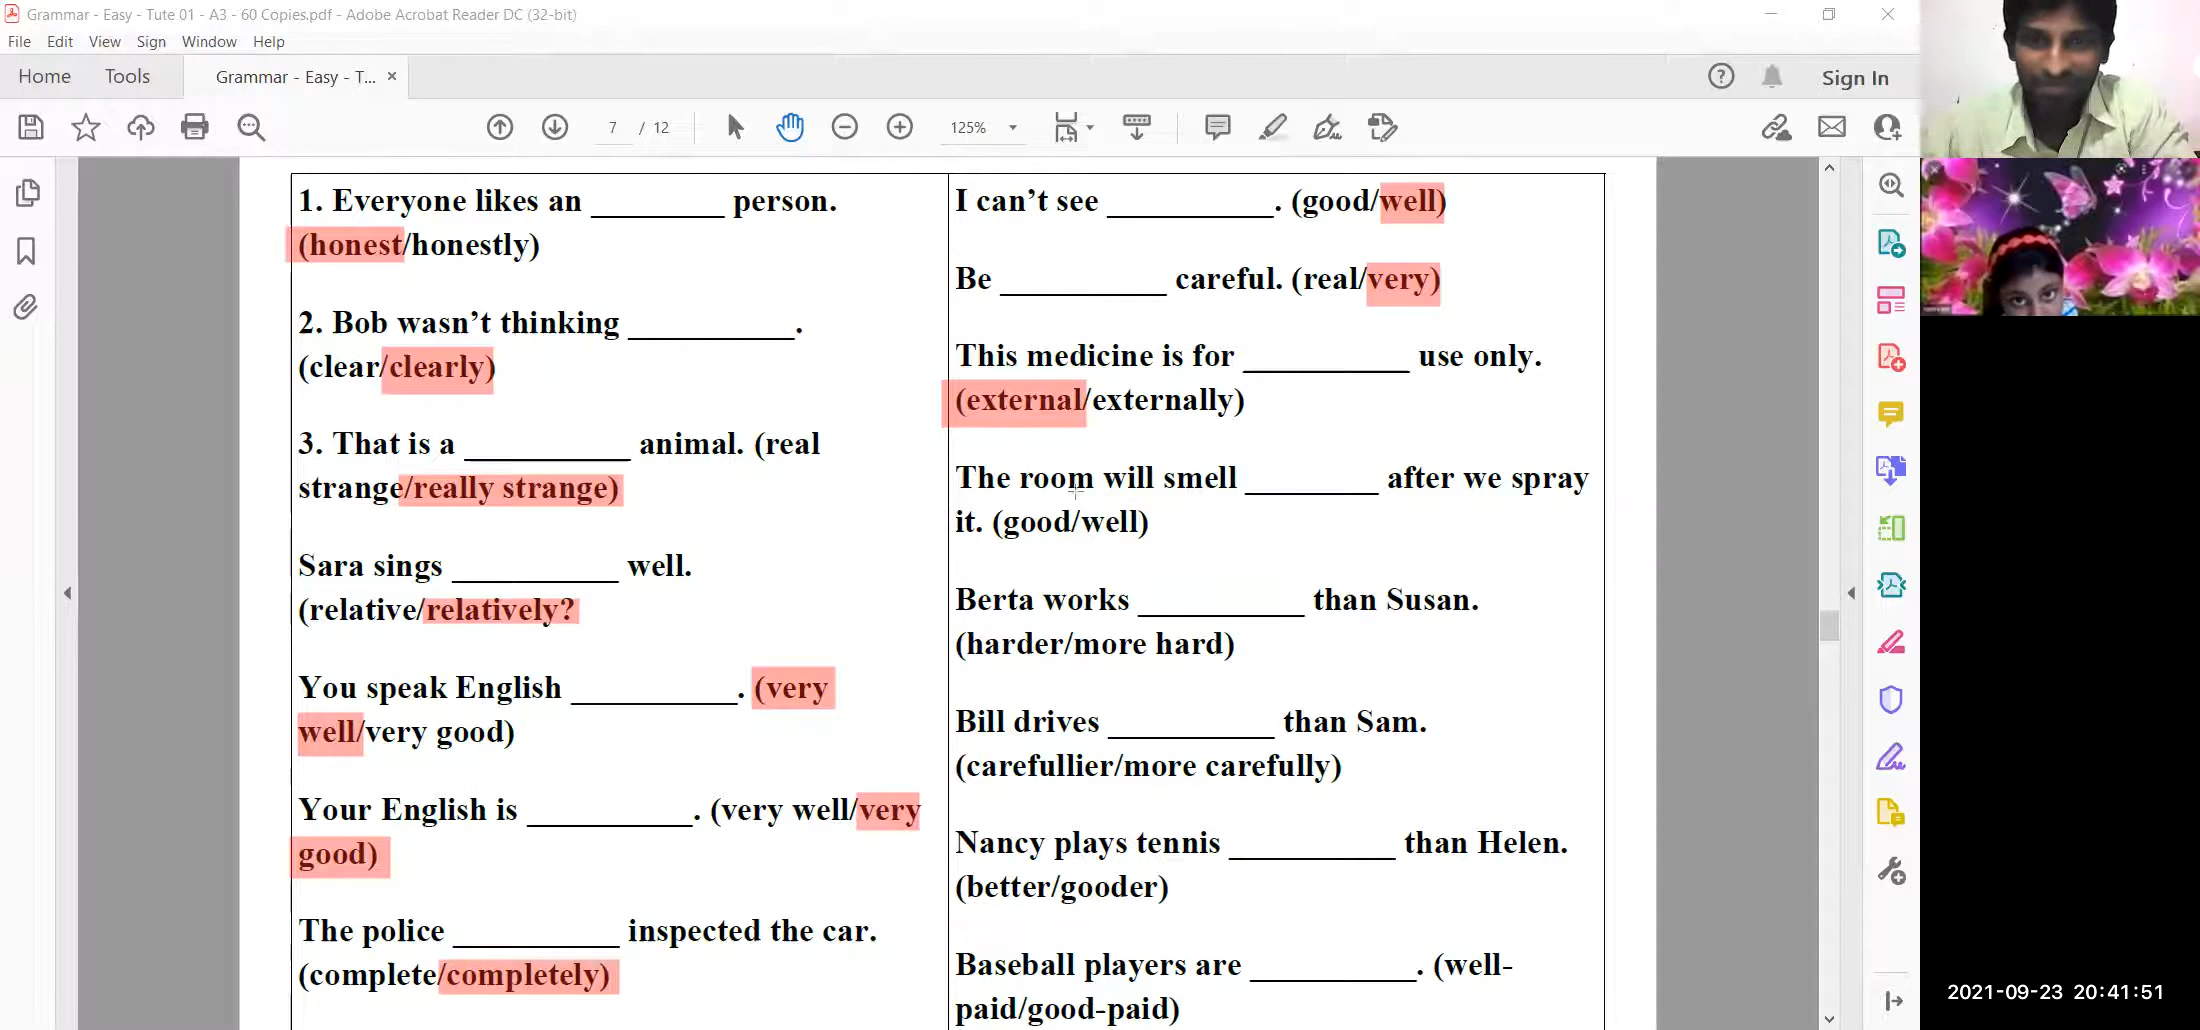 Grammar - Easy - Tute 01 - A3 - 60 Copies.pdf - Adobe Acrobat Reader DC (32-bit)
File Edit View Sign Window Help
Home Tools Grammar - Easy - T... × Sign In
7 / 12 125%
1. Everyone likes an ________ person.
(honest/honestly)
2. Bob wasn’t thinking __________.
(clear/clearly)
3. That is a __________ animal. (real
strange/really strange)
Sara sings __________ well.
(relative/relatively?
You speak English __________. (very
well/very good)
Your English is __________. (very well/very
good)
The police __________ inspected the car.
(complete/completely)
I can’t see __________. (good/well)
Be __________ careful. (real/very)
This medicine is for __________ use only.
(external/externally)
The room will smell ________ after we spray
it. (good/well)
Berta works __________ than Susan.
(harder/more hard)
Bill drives __________ than Sam.
(carefullier/more carefully)
Nancy plays tennis __________ than Helen.
(better/gooder)
Baseball players are __________. (well-
paid/good-paid)
2021-09-23 20:41:51